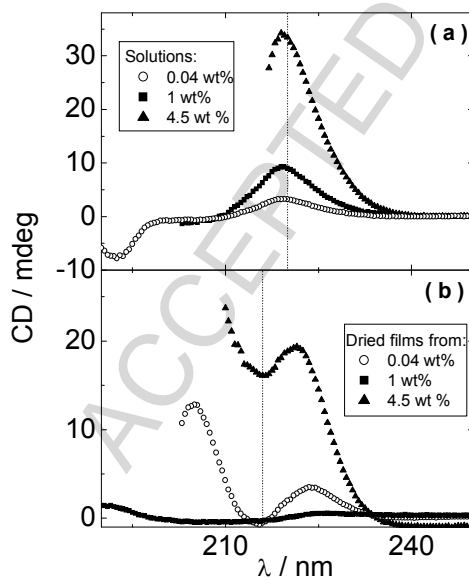 ( a )
Solutions:
0.04 wt%
1 wt%
4.5 wt %
30
20
10
0
-10
CD / mdeg
( b )
Dried films from:
0.04 wt%
1 wt%
4.5 wt %
20
10
0
210
240
λ / nm
ACCEPTED